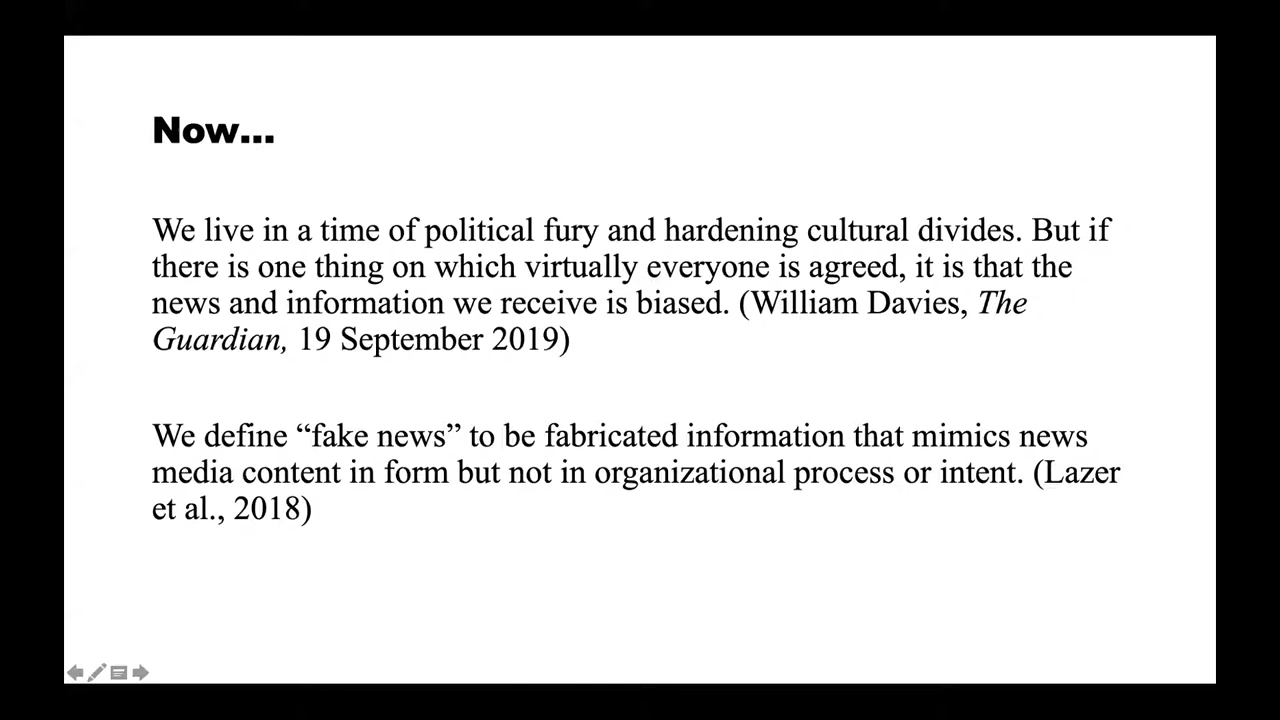 Now...
We live in a time of political fury and hardening cultural divides. But if
there is one thing on which virtually everyone is agreed, it is that the
news and information we receive is biased. (William Davies, The
Guardian, 19 September 2019)
We define “fake news” to be fabricated information that mimics news
media content in form but not in organizational process or intent. (Lazer
et al., 2018)